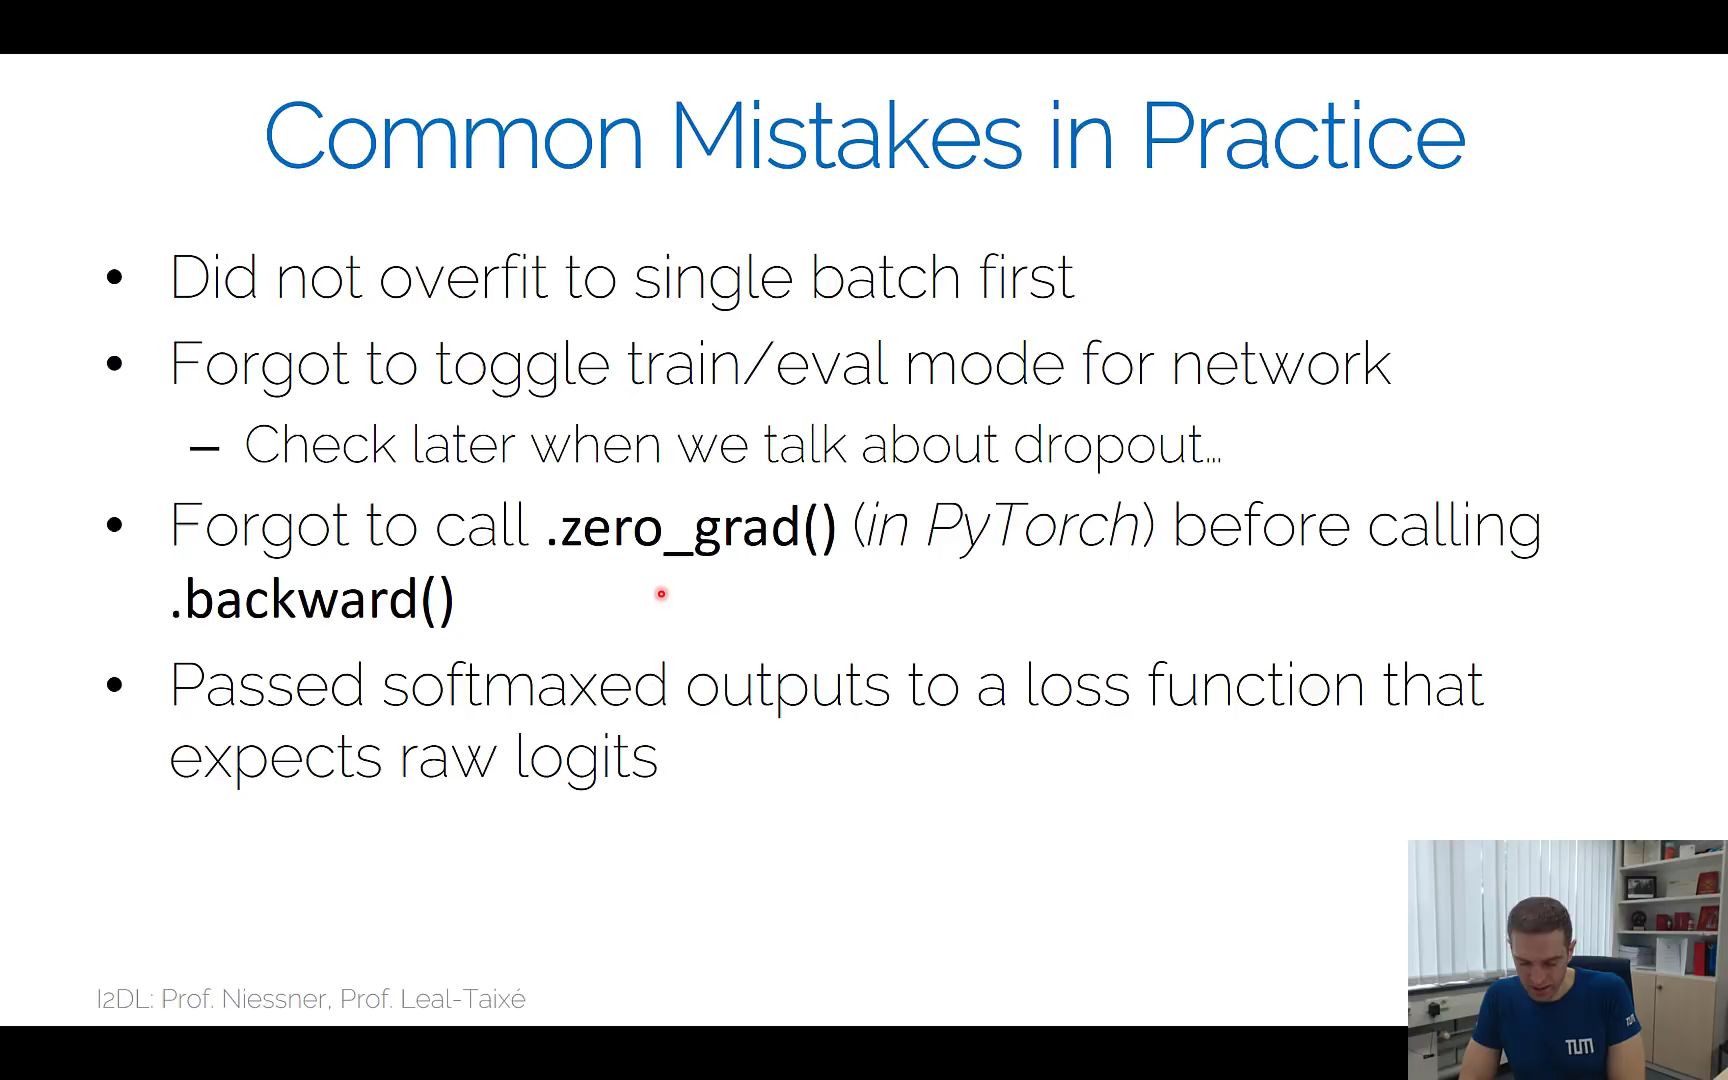 Common Mistakes in Practice
• Did not overfit to single batch first
• Forgot to toggle train/eval mode for network
– Check later when we talk about dropout...
• Forgot to call .zero_grad() (in PyTorch) before calling
.backward()
• Passed softmaxed outputs to a loss function that
expects raw logits
I2DL: Prof. Niessner, Prof. Leal-Taixé
TUM
TUM